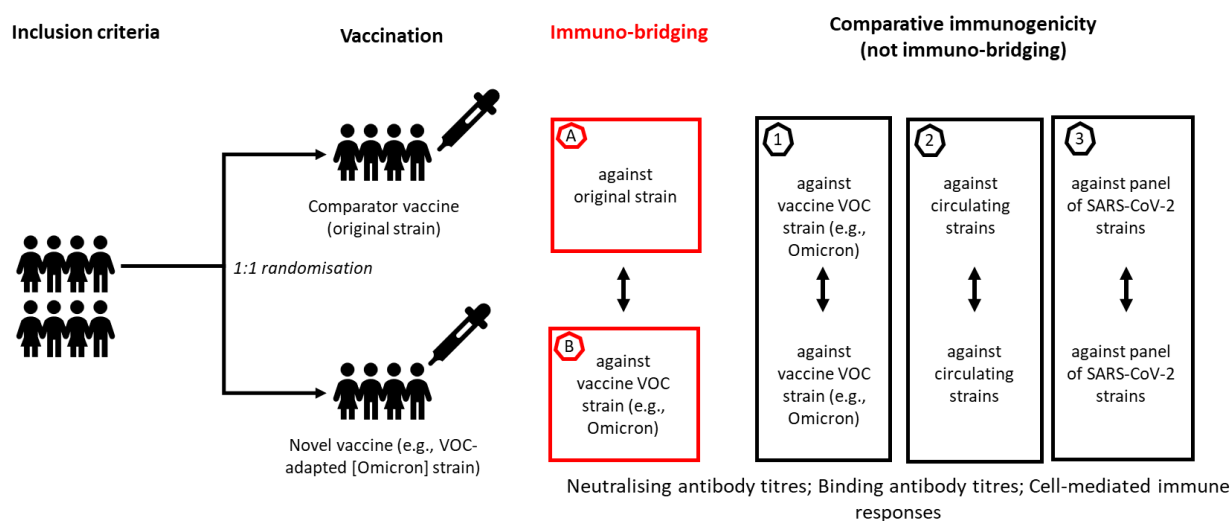 Inclusion criteria
Vaccination
Immuno-bridging
Comparative immunogenicity
(not immuno-bridging)
Comparator vaccine
(original strain)
1:1 randomisation
Novel vaccine (e.g., VOC-
adapted [Omicron] strain)
A
against
original strain
B
against
vaccine VOC
strain (e.g.,
Omicron)
1
against
vaccine VOC
strain (e.g.,
Omicron)
against
vaccine VOC
strain (e.g.,
Omicron)
2
against
circulating
strains
against
circulating
strains
3
against panel
of SARS-CoV-2
strains
against panel
of SARS-CoV-2
strains
Neutralising antibody titres; Binding antibody titres; Cell-mediated immune
responses